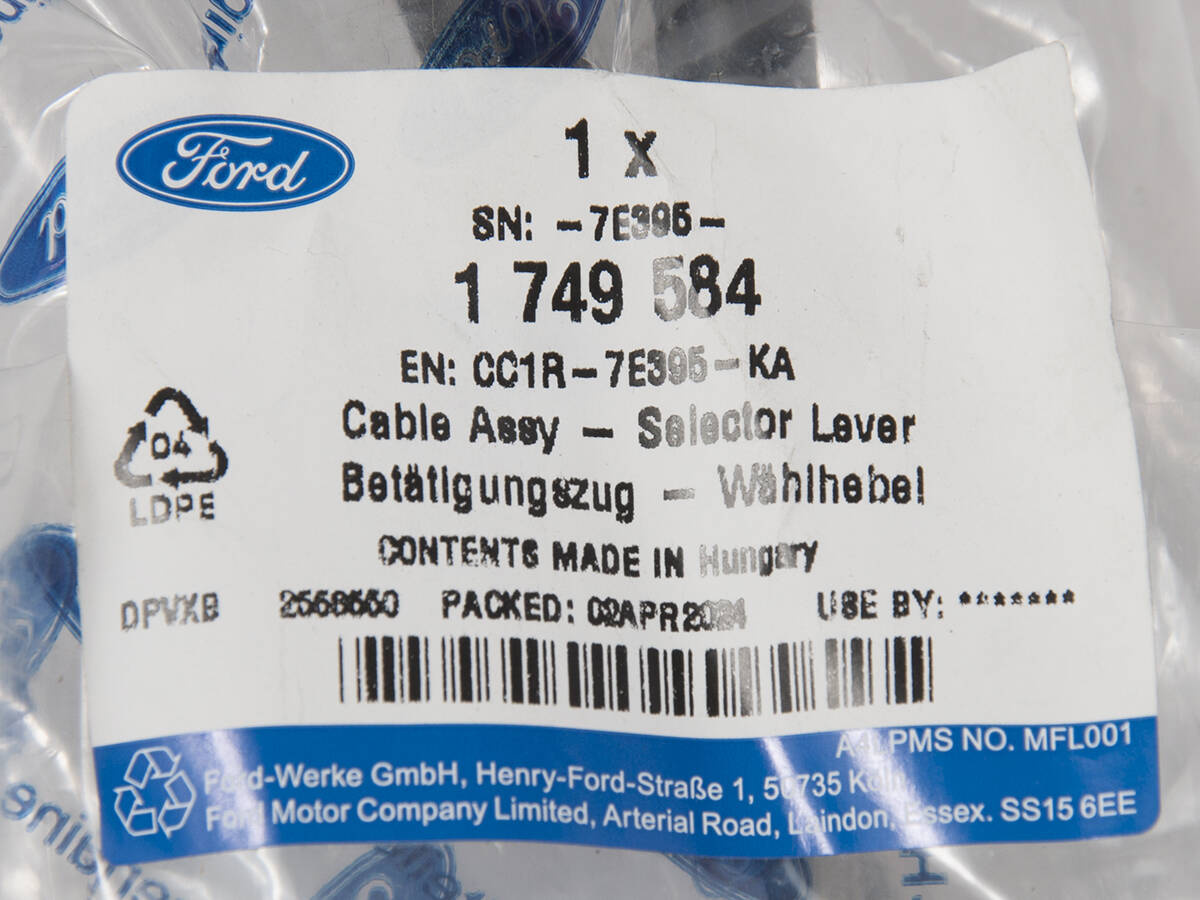 Ford
1 x
SN: -7E395-
1 749 584
EN: CC1R-7E395-KA
Cable Assy - Selector Lever
Betätigungszug - Wählhebel
04
LDPE
CONTENTS MADE IN Hungary
DPVXB 2558550 PACKED: 02APR2024 USE BY: *******
PMS NO. MFL001
Ford-Werke GmbH, Henry-Ford-Straße 1, 50735 Köln
Ford Motor Company Limited, Arterial Road, Laindon, Essex. SS15 6EE